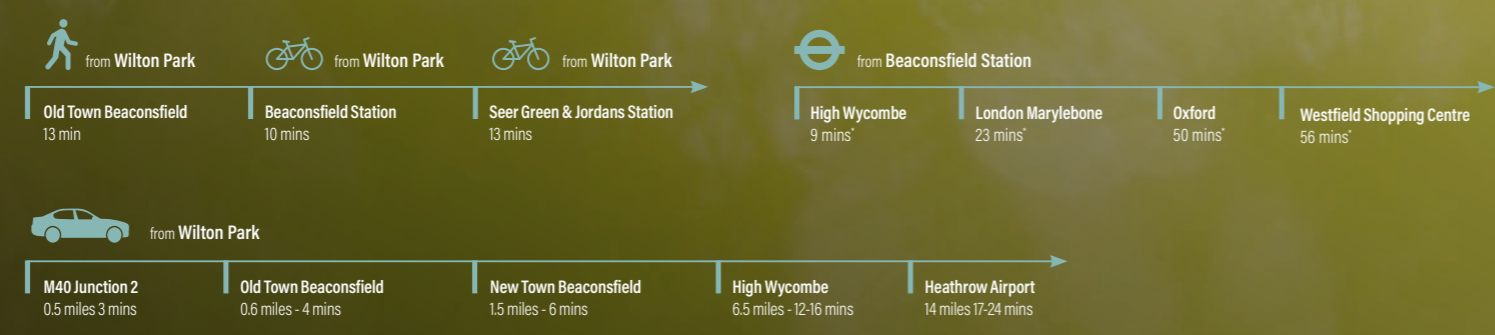 from Wilton Park
Old Town Beaconsfield
13 min
from Wilton Park
Beaconsfield Station
10 mins
from Wilton Park
Seer Green & Jordans Station
13 mins
from Beaconsfield Station
High Wycombe
9 mins*
London Marylebone
23 mins*
Oxford
50 mins*
Westfield Shopping Centre
56 mins*
from Wilton Park
M40 Junction 2
0.5 miles 3 mins
Old Town Beaconsfield
0.6 miles - 4 mins
New Town Beaconsfield
1.5 miles - 6 mins
High Wycombe
6.5 miles - 12-16 mins
Heathrow Airport
14 miles 17-24 mins